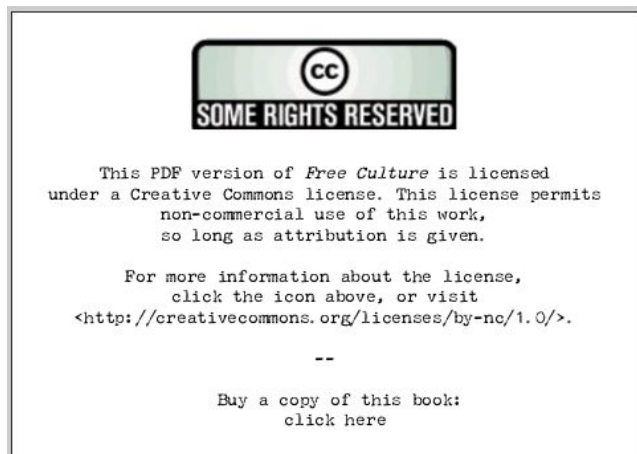 cc
SOME RIGHTS RESERVED
This PDF version of Free Culture is licensed
under a Creative Commons license. This license permits
non-commercial use of this work,
so long as attribution is given.
For more information about the license,
click the icon above, or visit
<http://creativecommons.org/licenses/by-nc/1.0/>.
--
Buy a copy of this book:
click here